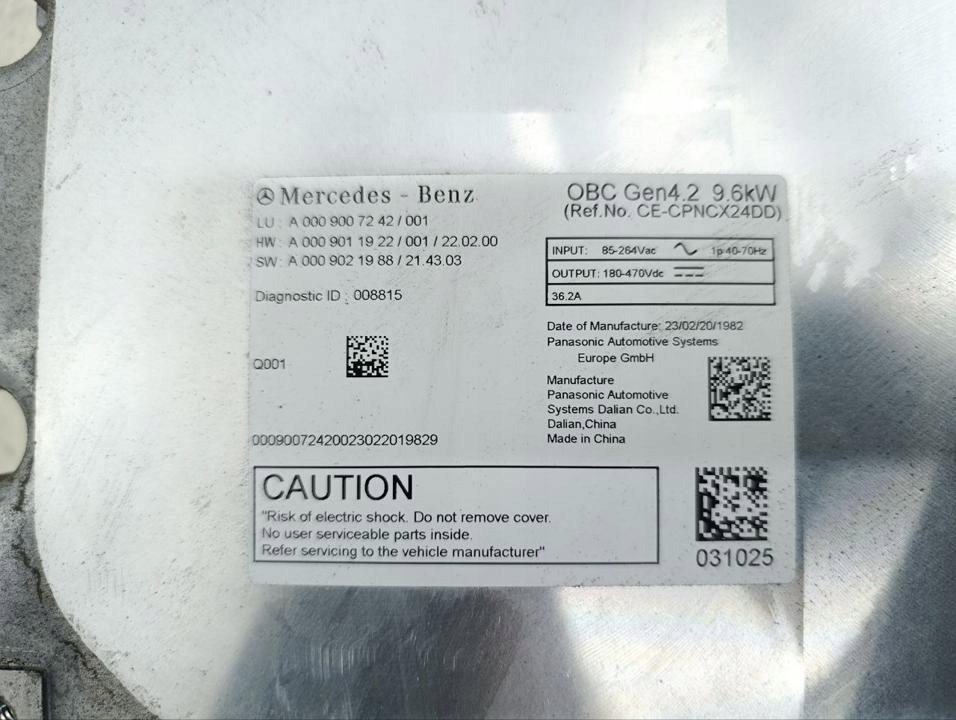 Mercedes - Benz
LU : A 000 900 72 42 / 001
HW : A 000 901 19 22 / 001 / 22.02.00
SW : A 000 902 19 88 / 21.43.03
Diagnostic ID : 008815
Q001
00090072420023022019829
OBC Gen4.2 9.6kW
(Ref.No. CE-CPNCX24DD)
INPUT: 85-264Vac 1p 40-70Hz
OUTPUT: 180-470Vdc
36.2A
Date of Manufacture: 23/02/20/1982
Panasonic Automotive Systems
Europe GmbH
Manufacture
Panasonic Automotive
Systems Dalian Co.,Ltd.
Dalian,China
Made in China
CAUTION
"Risk of electric shock. Do not remove cover.
No user serviceable parts inside.
Refer servicing to the vehicle manufacturer"
031025